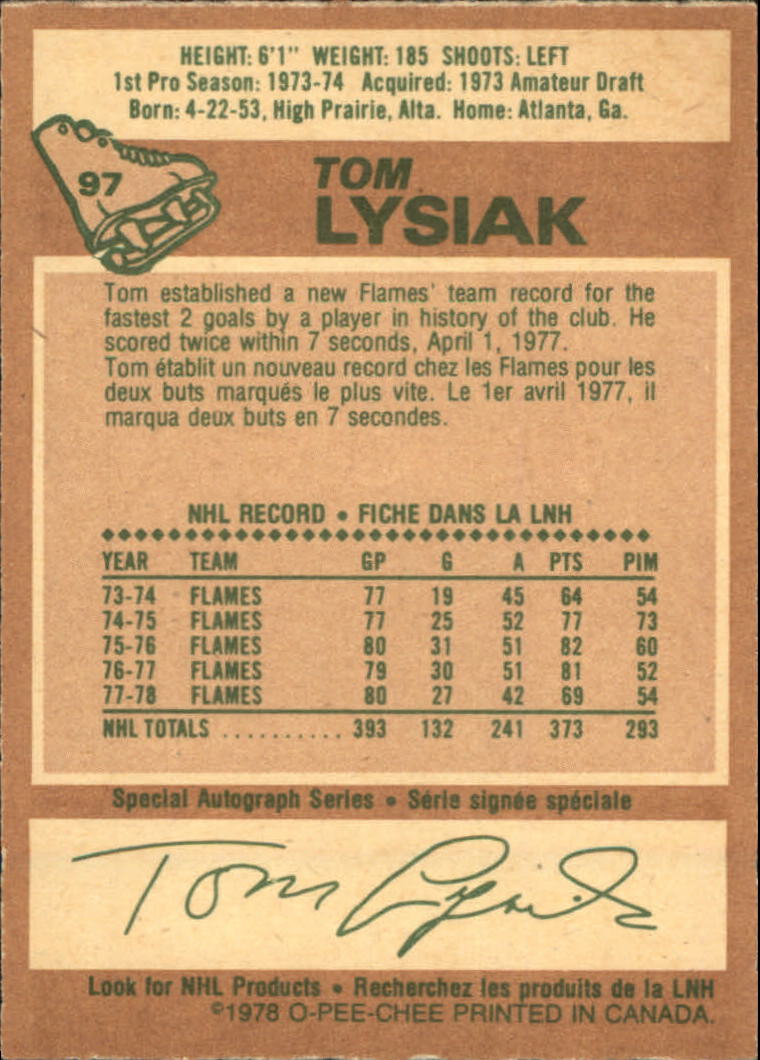 HEIGHT: 6'1" WEIGHT: 185 SHOOTS: LEFT
1st Pro Season: 1973-74 Acquired: 1973 Amateur Draft
Born: 4-22-53, High Prairie, Alta. Home: Atlanta, Ga.
97
TOM
LYSIAK
Tom established a new Flames' team record for the
fastest 2 goals by a player in history of the club. He
scored twice within 7 seconds, April 1, 1977.
Tom établit un nouveau record chez les Flames pour les
deux buts marqués le plus vite. Le 1er avril 1977, il
marqua deux buts en 7 secondes.
NHL RECORD • FICHE DANS LA LNH
YEAR TEAM GP G A PTS PIM
73-74 FLAMES 77 19 45 64 54
74-75 FLAMES 77 25 52 77 73
75-76 FLAMES 80 31 51 82 60
76-77 FLAMES 79 30 51 81 52
77-78 FLAMES 80 27 42 69 54
NHL TOTALS .......... 393 132 241 373 293
Special Autograph Series • Série signée spéciale
Tom Lysiak
Look for NHL Products • Recherchez les produits de la LNH
©1978 O-PEE-CHEE PRINTED IN CANADA.